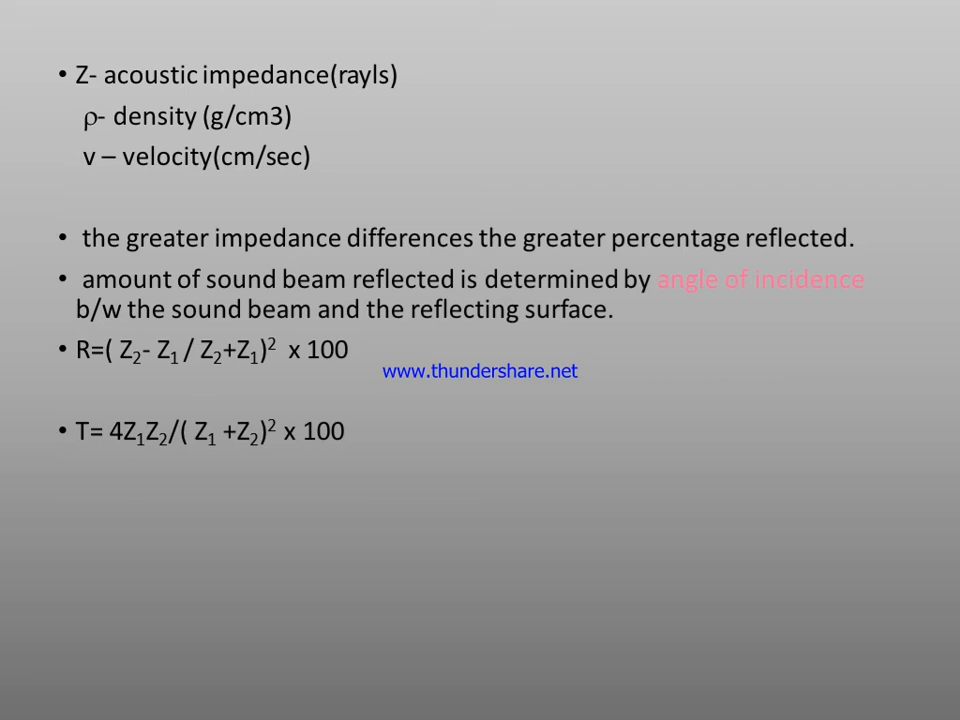 • Z- acoustic impedance(rayls)
ρ- density (g/cm3)
v – velocity(cm/sec)
• the greater impedance differences the greater percentage reflected.
• amount of sound beam reflected is determined by angle of incidence
b/w the sound beam and the reflecting surface.
• R=( Z₂- Z₁ / Z₂+Z₁)² x 100
www.thundershare.net
• T= 4Z₁Z₂/( Z₁ +Z₂)² x 100